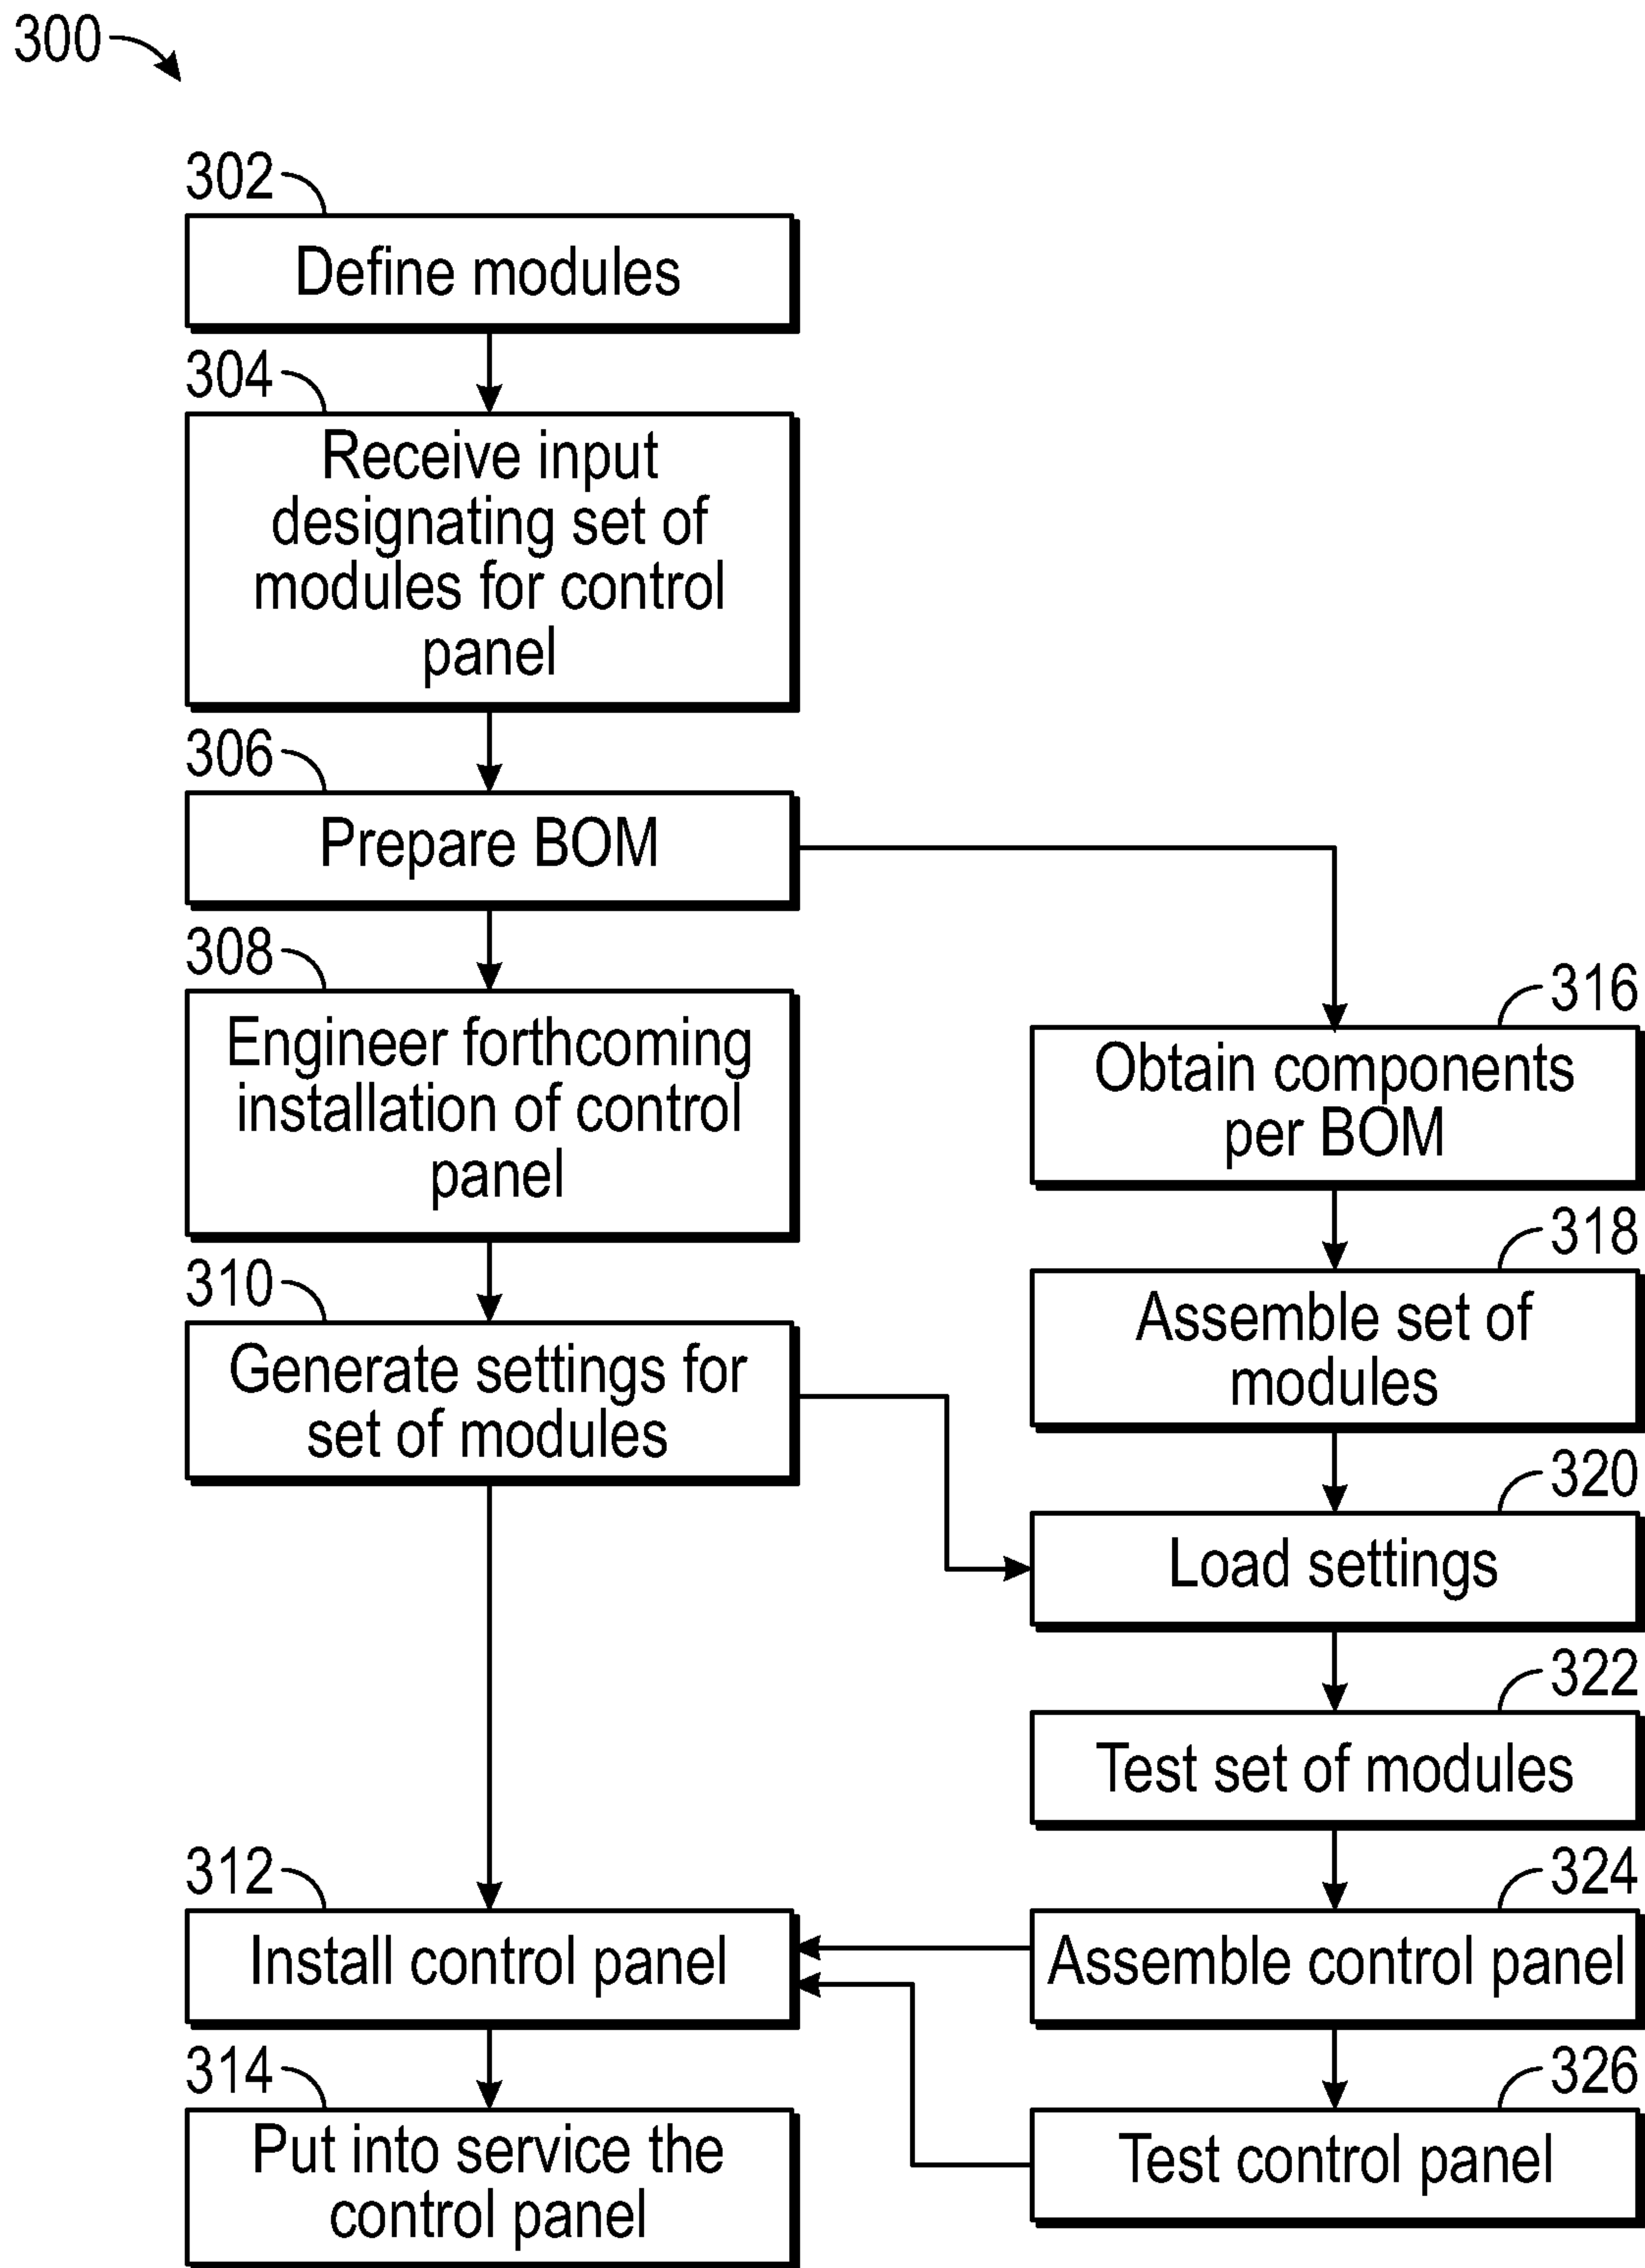 300
302
Define modules
304
Receive input
designating set of
modules for control
panel
306
Prepare BOM
308
Engineer forthcoming
installation of control
panel
310
Generate settings for
set of modules
312
Install control panel
314
Put into service the
control panel
316
Obtain components
per BOM
318
Assemble set of
modules
320
Load settings
322
Test set of modules
324
Assemble control panel
326
Test control panel